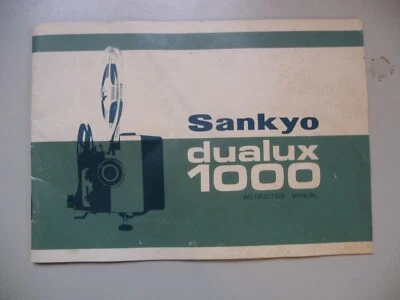 Sankyo
dualux
1000
INSTRUCTION MANUAL